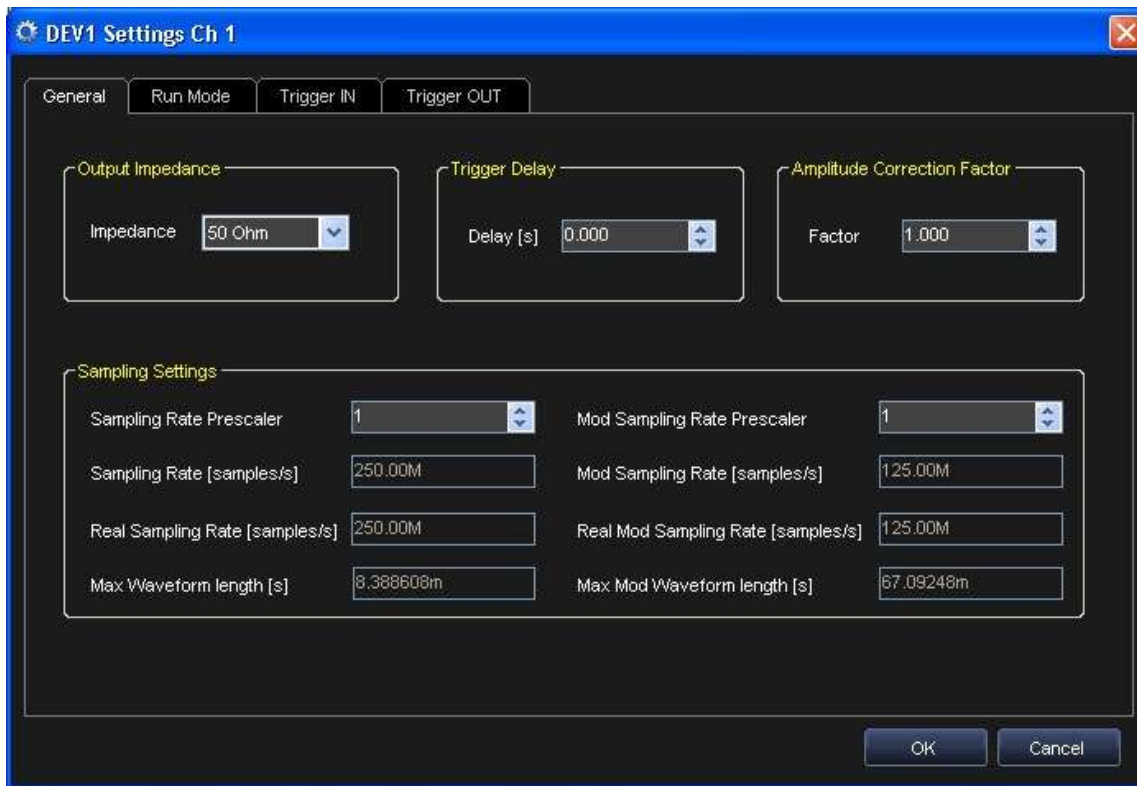 DEV1 Settings Ch 1
General Run Mode Trigger IN Trigger OUT
Output Impedance Trigger Delay Amplitude Correction Factor
Impedance 50 Ohm Delay [s] 0.000 Factor 1.000
Sampling Settings
Sampling Rate Prescaler 1 Mod Sampling Rate Prescaler 1
Sampling Rate [samples/s] 250.00M Mod Sampling Rate [samples/s] 125.00M
Real Sampling Rate [samples/s] 250.00M Real Mod Sampling Rate [samples/s] 125.00M
Max Waveform length [s] 8.388608m Max Mod Waveform length [s] 67.09248m
OK Cancel